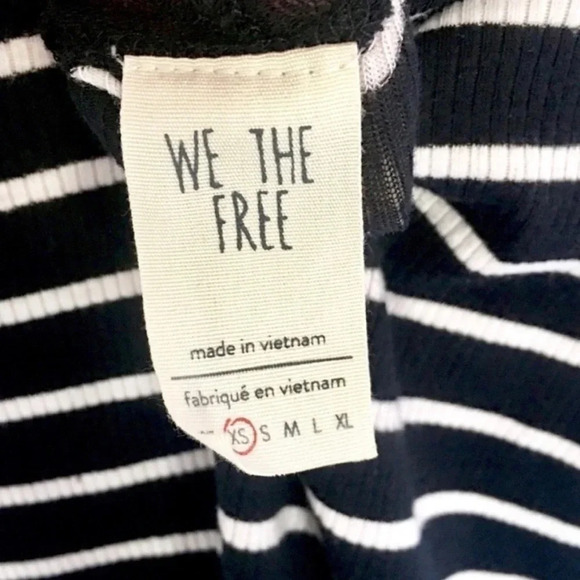 WE THE
FREE
made in vietnam
fabriqué en vietnam
XS S M L XL